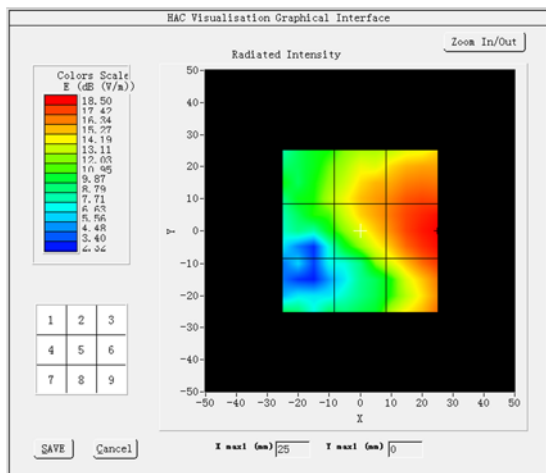 HAC Visualisation Graphical Interface
Zoom In/Out
Radiated Intensity
Colors Scale
E (dB (V/m))
18.50
17.42
16.34
15.27
14.19
13.11
12.03
10.95
9.87
8.79
7.71
6.63
5.56
4.48
3.40
2.32
50
40
30
20
10
0
-10
-20
-30
-40
-50
Y
-50 -40 -30 -20 -10 0 10 20 30 40 50
X
1 2 3
4 5 6
7 8 9
SAVE Cancel
X max1 (mm) 25 Y max1 (mm) 0